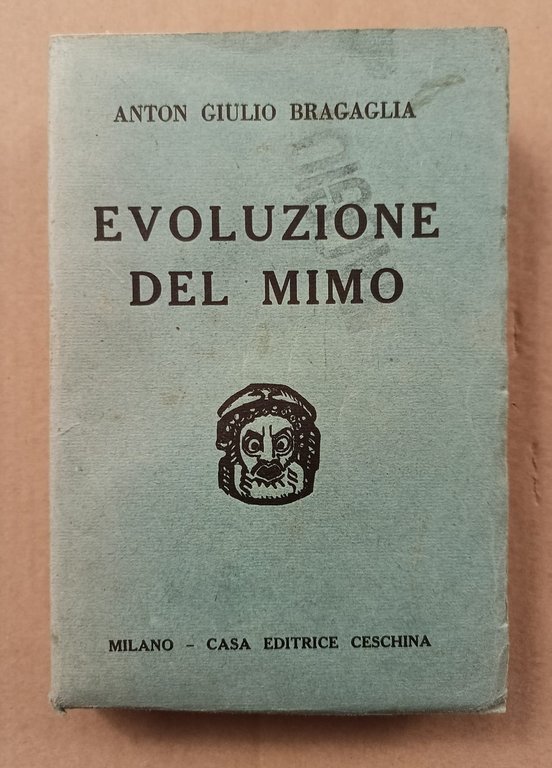 ANTON GIULIO BRAGAGLIA
EVOLUZIONE
DEL MIMO
MILANO – CASA EDITRICE CESCHINA